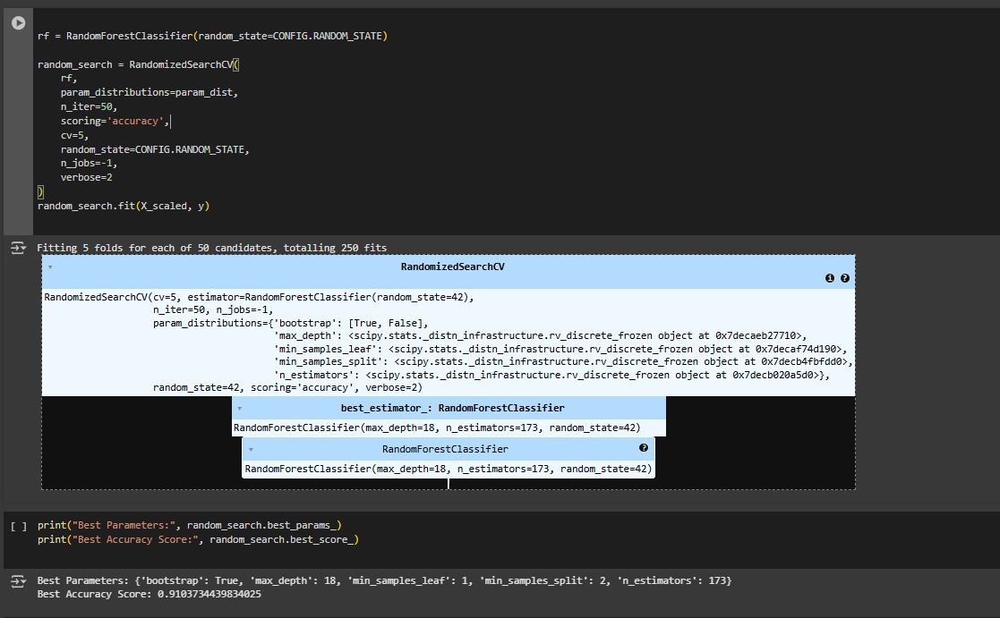 rf = RandomForestClassifier(random_state=CONFIG.RANDOM_STATE)
random_search = RandomizedSearchCV(
    rf,
    param_distributions=param_dist,
    n_iter=50,
    scoring='accuracy',
    cv=5,
    random_state=CONFIG.RANDOM_STATE,
    n_jobs=-1,
    verbose=2
)
random_search.fit(X_scaled, y)
Fitting 5 folds for each of 50 candidates, totalling 250 fits
RandomizedSearchCV
RandomizedSearchCV(cv=5, estimator=RandomForestClassifier(random_state=42),
                   n_iter=50, n_jobs=-1,
                   param_distributions={'bootstrap': [True, False],
                                        'max_depth': <scipy.stats._distn_infrastructure.rv_discrete_frozen object at 0x7decaeb27710>,
                                        'min_samples_leaf': <scipy.stats._distn_infrastructure.rv_discrete_frozen object at 0x7decaf74d190>,
                                        'min_samples_split': <scipy.stats._distn_infrastructure.rv_discrete_frozen object at 0x7decb4fbfdd0>,
                                        'n_estimators': <scipy.stats._distn_infrastructure.rv_discrete_frozen object at 0x7decb020a5d0>},
                   random_state=42, scoring='accuracy', verbose=2)
best_estimator_: RandomForestClassifier
RandomForestClassifier(max_depth=18, n_estimators=173, random_state=42)
RandomForestClassifier
RandomForestClassifier(max_depth=18, n_estimators=173, random_state=42)
[ ] print("Best Parameters:", random_search.best_params_)
print("Best Accuracy Score:", random_search.best_score_)
Best Parameters: {'bootstrap': True, 'max_depth': 18, 'min_samples_leaf': 1, 'min_samples_split': 2, 'n_estimators': 173}
Best Accuracy Score: 0.9103734439834025